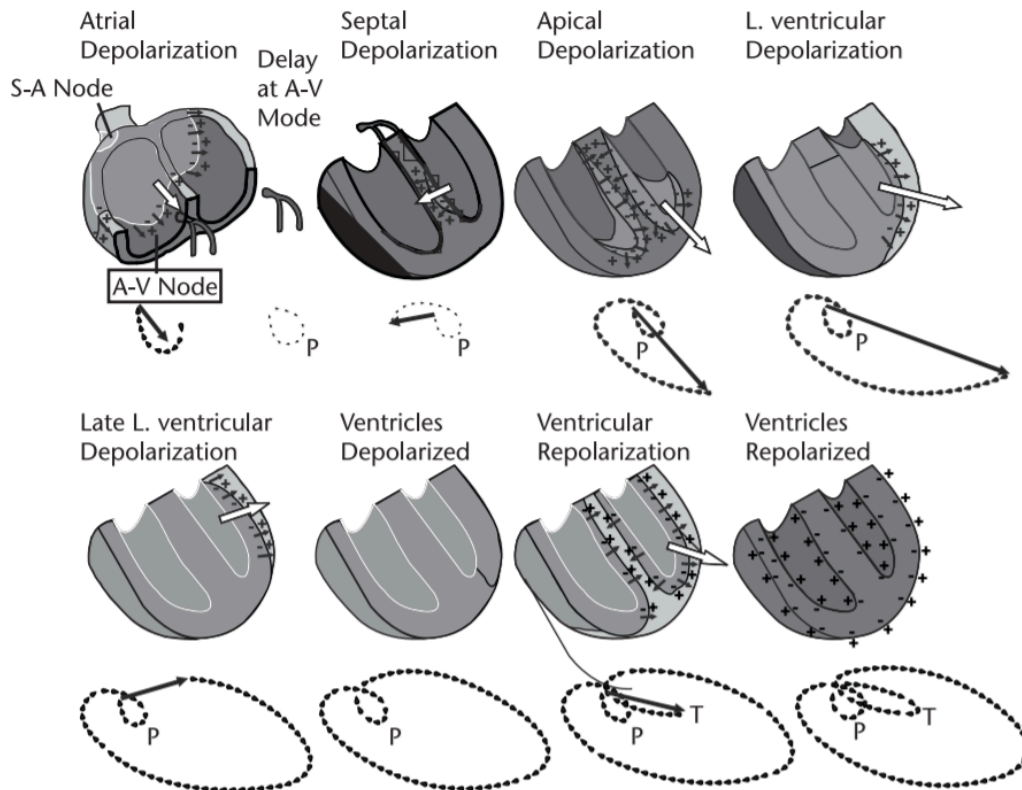 Atrial
Depolarization
S-A Node
A-V Node
Delay
at A-V
Mode
P
Septal
Depolarization
P
Apical
Depolarization
P
L. ventricular
Depolarization
P
Late L. ventricular
Depolarization
P
Ventricles
Depolarized
P
Ventricular
Repolarization
P
T
Ventricles
Repolarized
P
T